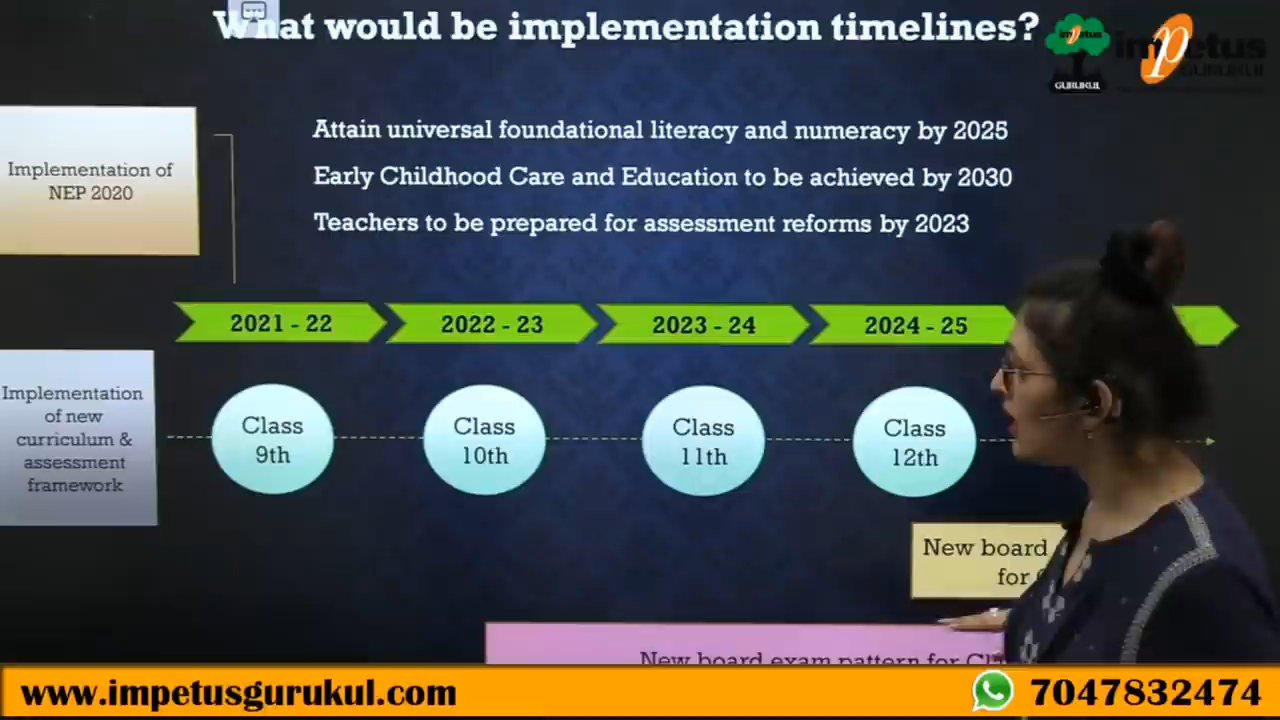 What would be implementation timelines?
impetus
GURUKUL
impetus
GURUKUL
Implementation of
NEP 2020
Attain universal foundational literacy and numeracy by 2025
Early Childhood Care and Education to be achieved by 2030
Teachers to be prepared for assessment reforms by 2023
2021 - 22
2022 - 23
2023 - 24
2024 - 25
Implementation
of new
curriculum &
assessment
framework
Class
9th
Class
10th
Class
11th
Class
12th
New board
for
New board exam pattern for
www.impetusgurukul.com
7047832474